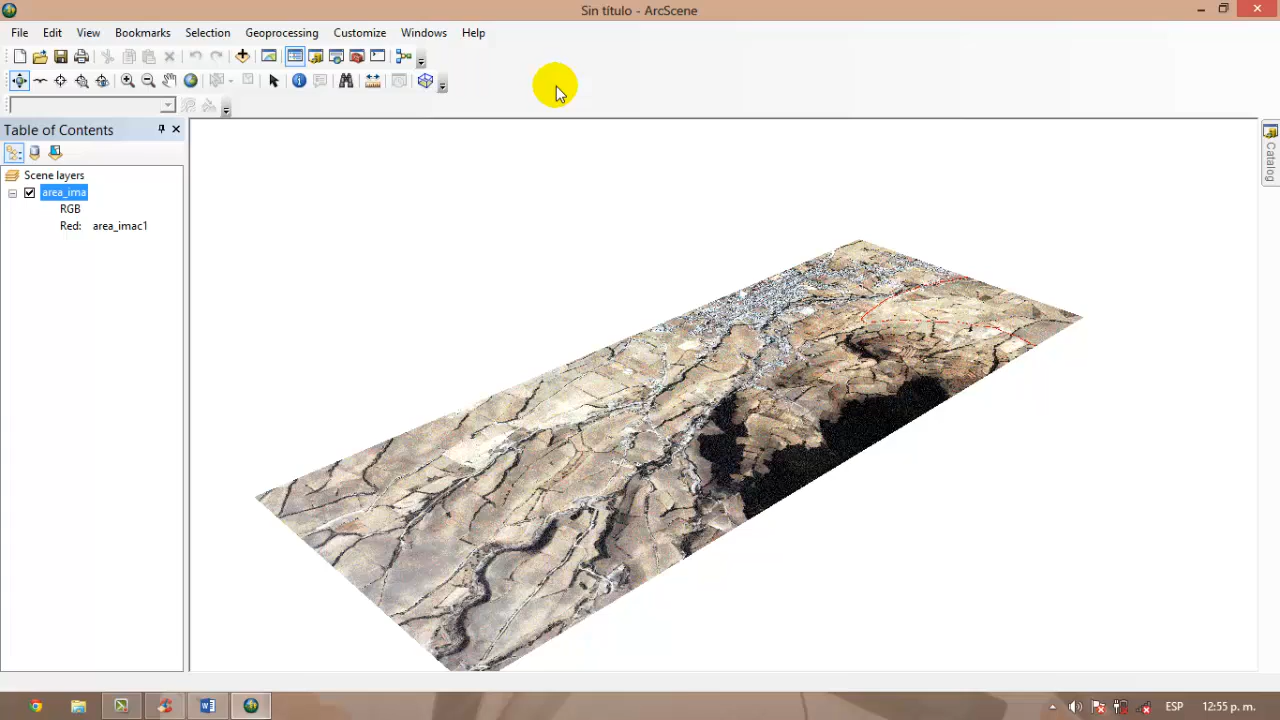 Sin título - ArcScene
File Edit View Bookmarks Selection Geoprocessing Customize Windows Help
Table of Contents
Scene layers
area_ima
RGB
Red: area_imac1
Catalog
ESP 12:55 p. m.